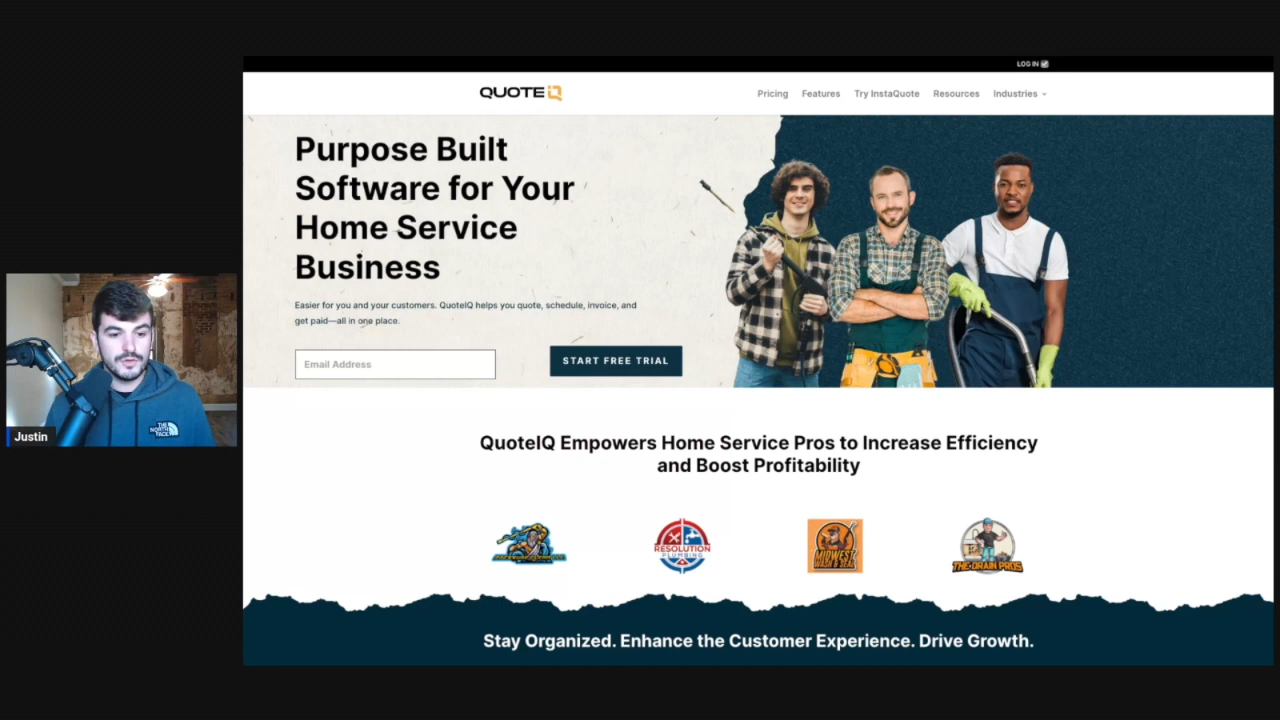 LOG IN
QUOTE IQ
Pricing
Features
Try InstaQuote
Resources
Industries
Purpose Built
Software for Your
Home Service
Business
Easier for you and your customers. QuoteIQ helps you quote, schedule, invoice, and
get paid—all in one place.
Email Address
START FREE TRIAL
THE
NORTH
FACE
Justin
QuoteIQ Empowers Home Service Pros to Increase Efficiency
and Boost Profitability
RESOLUTION
PLUMBING
MIDWEST
WASH & SEAL
THE DRAIN PROS
Stay Organized. Enhance the Customer Experience. Drive Growth.